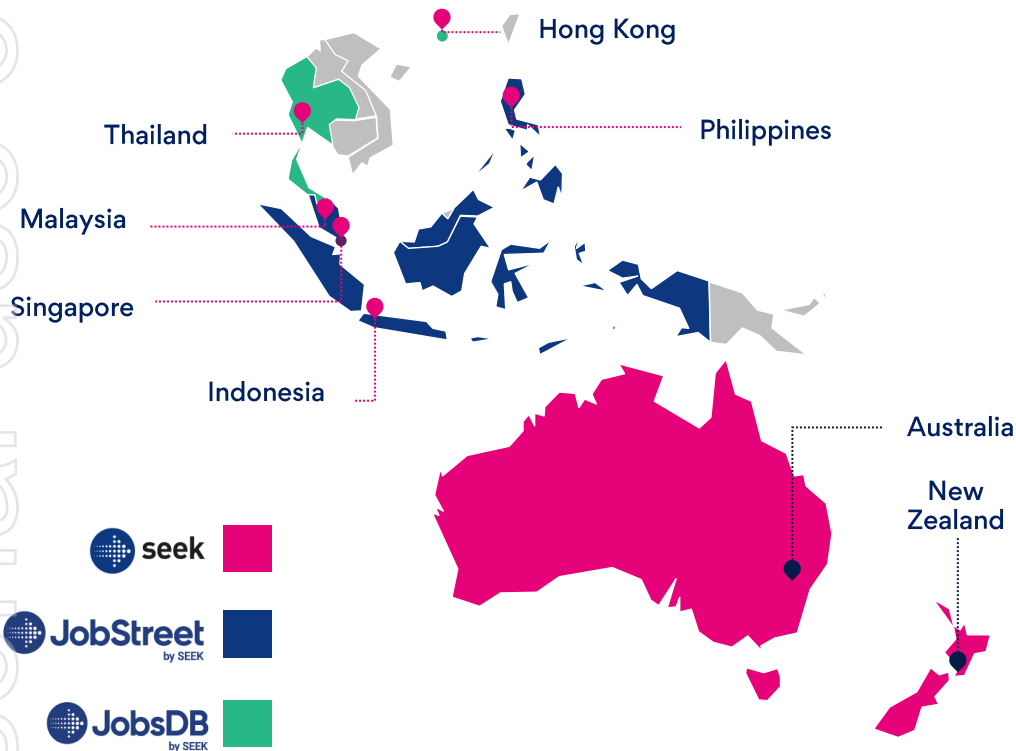 Hong Kong
Philippines
Thailand
Malaysia
Singapore
Indonesia
Australia
New
Zealand
seek
JobStreet
by SEEK
JobsDB
by SEEK